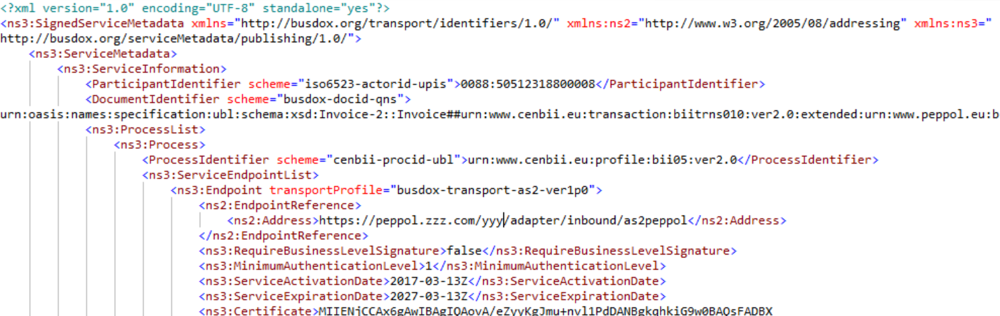 <?xml version="1.0" encoding="UTF-8" standalone="yes"?>
<ns3:SignedServiceMetadata xmlns="http://busdox.org/transport/identifiers/1.0/" xmlns:ns2="http://www.w3.org/2005/08/addressing" xmlns:ns3="
http://busdox.org/serviceMetadata/publishing/1.0/">
<ns3:ServiceMetadata>
<ns3:ServiceInformation>
<ParticipantIdentifier scheme="iso6523-actorid-upis">0088:50512318800008</ParticipantIdentifier>
<DocumentIdentifier scheme="busdox-docid-qns">
urn:oasis:names:specification:ubl:schema:xsd:Invoice-2::Invoice##urn:www.cenbii.eu:transaction:biitrns010:ver2.0:extended:urn:www.peppol.eu:b
<ns3:ProcessList>
<ns3:Process>
<ProcessIdentifier scheme="cenbii-procid-ubl">urn:www.cenbii.eu:profile:bii05:ver2.0</ProcessIdentifier>
<ns3:ServiceEndpointList>
<ns3:Endpoint transportProfile="busdox-transport-as2-ver1p0">
<ns2:EndpointReference>
<ns2:Address>https://peppol.zzz.com/yyy/adapter/inbound/as2peppol</ns2:Address>
</ns2:EndpointReference>
<ns3:RequireBusinessLevelSignature>false</ns3:RequireBusinessLevelSignature>
<ns3:MinimumAuthenticationLevel>1</ns3:MinimumAuthenticationLevel>
<ns3:ServiceActivationDate>2017-03-13Z</ns3:ServiceActivationDate>
<ns3:ServiceExpirationDate>2027-03-13Z</ns3:ServiceExpirationDate>
<ns3:Certificate>MIIENjCCAx6gAwIBAgIQAovA/eZyyKgJmu+nvl1PdDANBgkqhkiG9w0BAQsFADBX